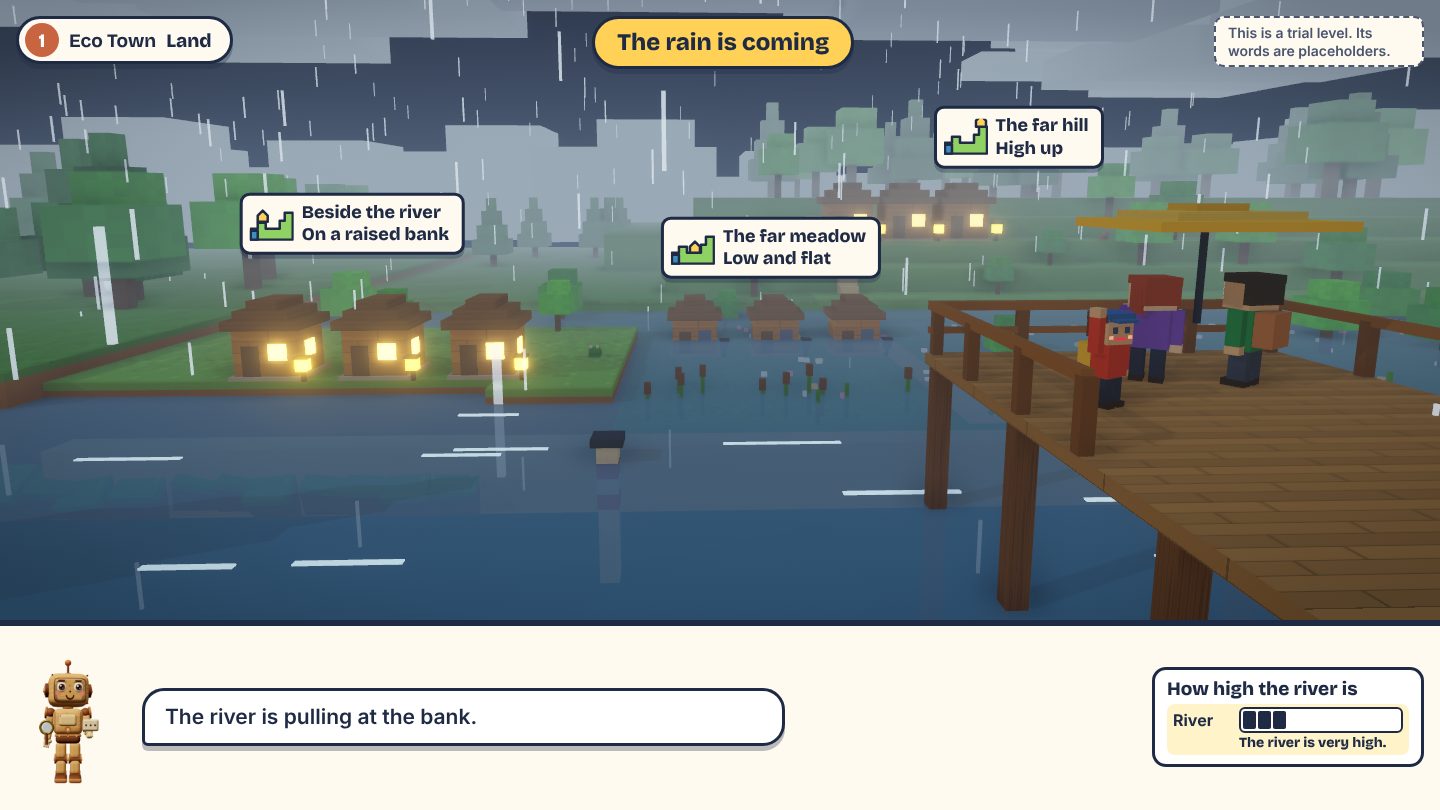 1 Eco Town Land
The rain is coming
This is a trial level. Its
words are placeholders.
The far hill
High up
Beside the river
On a raised bank
The far meadow
Low and flat
The river is pulling at the bank.
How high the river is
River
The river is very high.